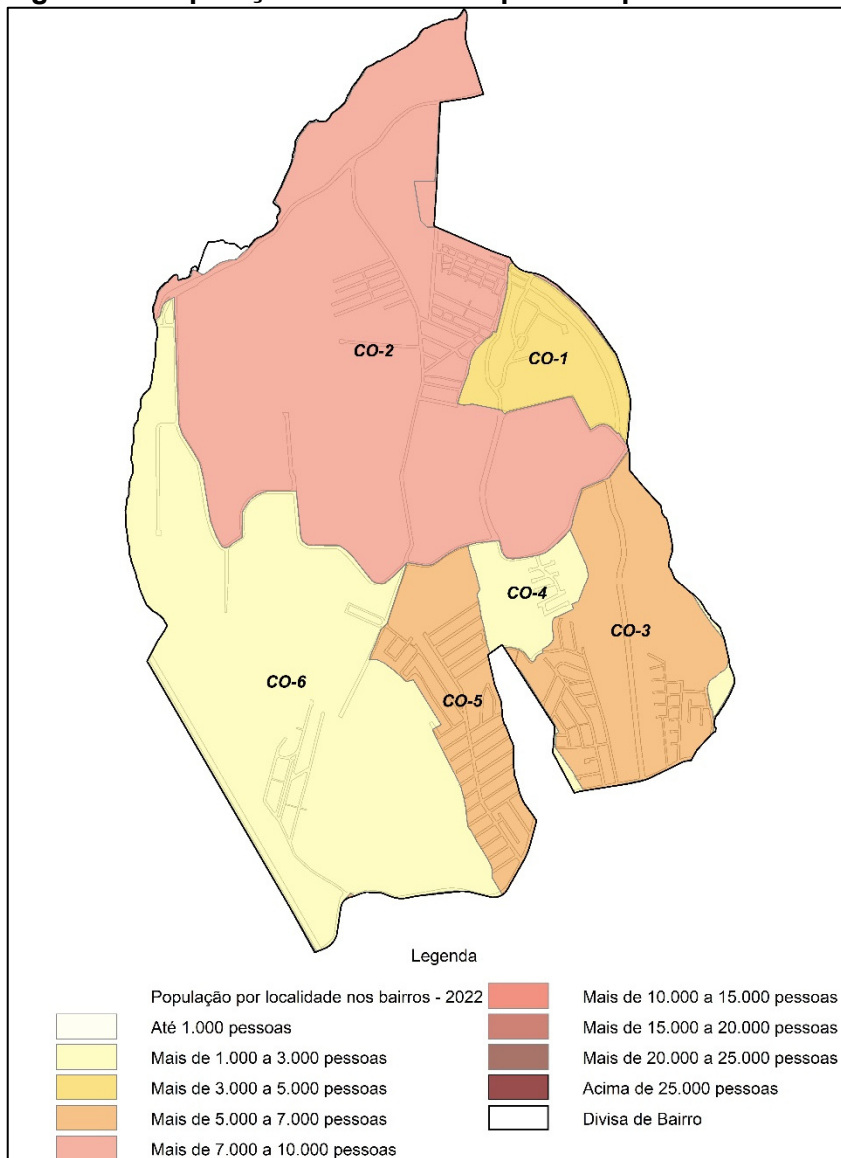 CO-2
CO-1
CO-4
CO-3
CO-6
CO-5
Legenda
População por localidade nos bairros - 2022
Até 1.000 pessoas
Mais de 1.000 a 3.000 pessoas
Mais de 3.000 a 5.000 pessoas
Mais de 5.000 a 7.000 pessoas
Mais de 7.000 a 10.000 pessoas
Mais de 10.000 a 15.000 pessoas
Mais de 15.000 a 20.000 pessoas
Mais de 20.000 a 25.000 pessoas
Acima de 25.000 pessoas
Divisa de Bairro